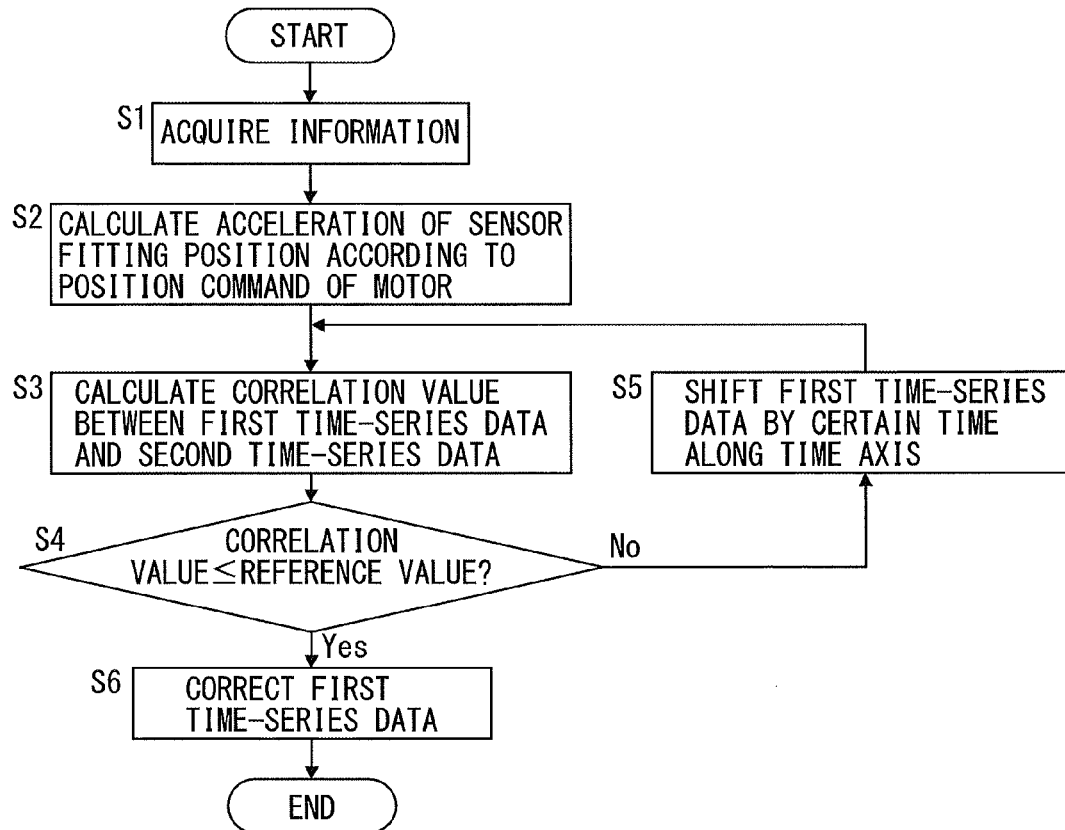 START
S1
ACQUIRE INFORMATION
S2
CALCULATE ACCELERATION OF SENSOR
FITTING POSITION ACCORDING TO
POSITION COMMAND OF MOTOR
S3
CALCULATE CORRELATION VALUE
BETWEEN FIRST TIME-SERIES DATA
AND SECOND TIME-SERIES DATA
S5
SHIFT FIRST TIME-SERIES
DATA BY CERTAIN TIME
ALONG TIME AXIS
S4
CORRELATION
VALUE≦REFERENCE VALUE?
No
Yes
S6
CORRECT FIRST
TIME-SERIES DATA
END